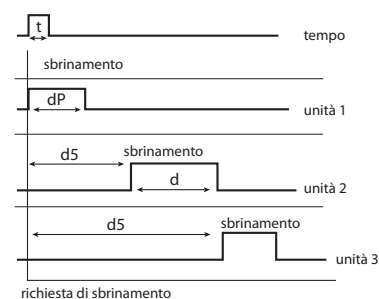 t
tempo
sbrinamento
dP
unità 1
d5
sbrinamento
d
unità 2
d5
sbrinamento
unità 3
richiesta di sbrinamento